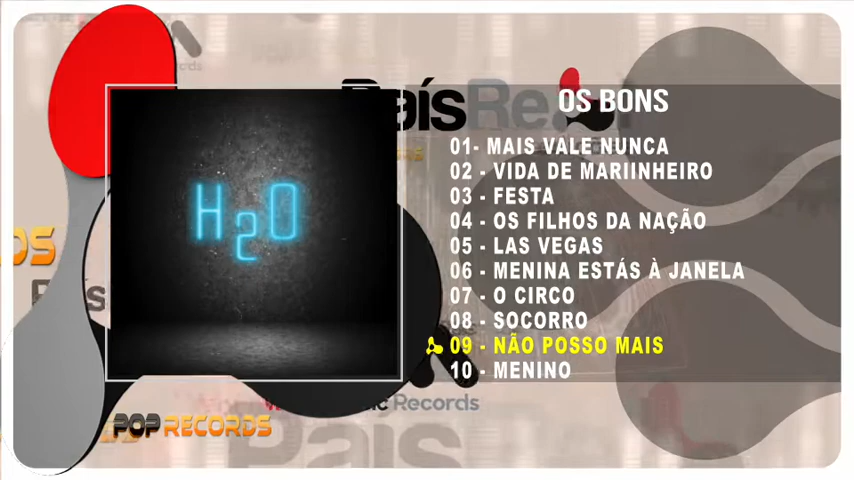 OS BONS
H2O
01- MAIS VALE NUNCA
02 - VIDA DE MARIINHEIRO
03 - FESTA
04 - OS FILHOS DA NAÇÃO
05 - LAS VEGAS
06 - MENINA ESTÁS À JANELA
07 - O CIRCO
08 - SOCORRO
09 - NÃO POSSO MAIS
10 - MENINO
POP RECORDS
Records
País